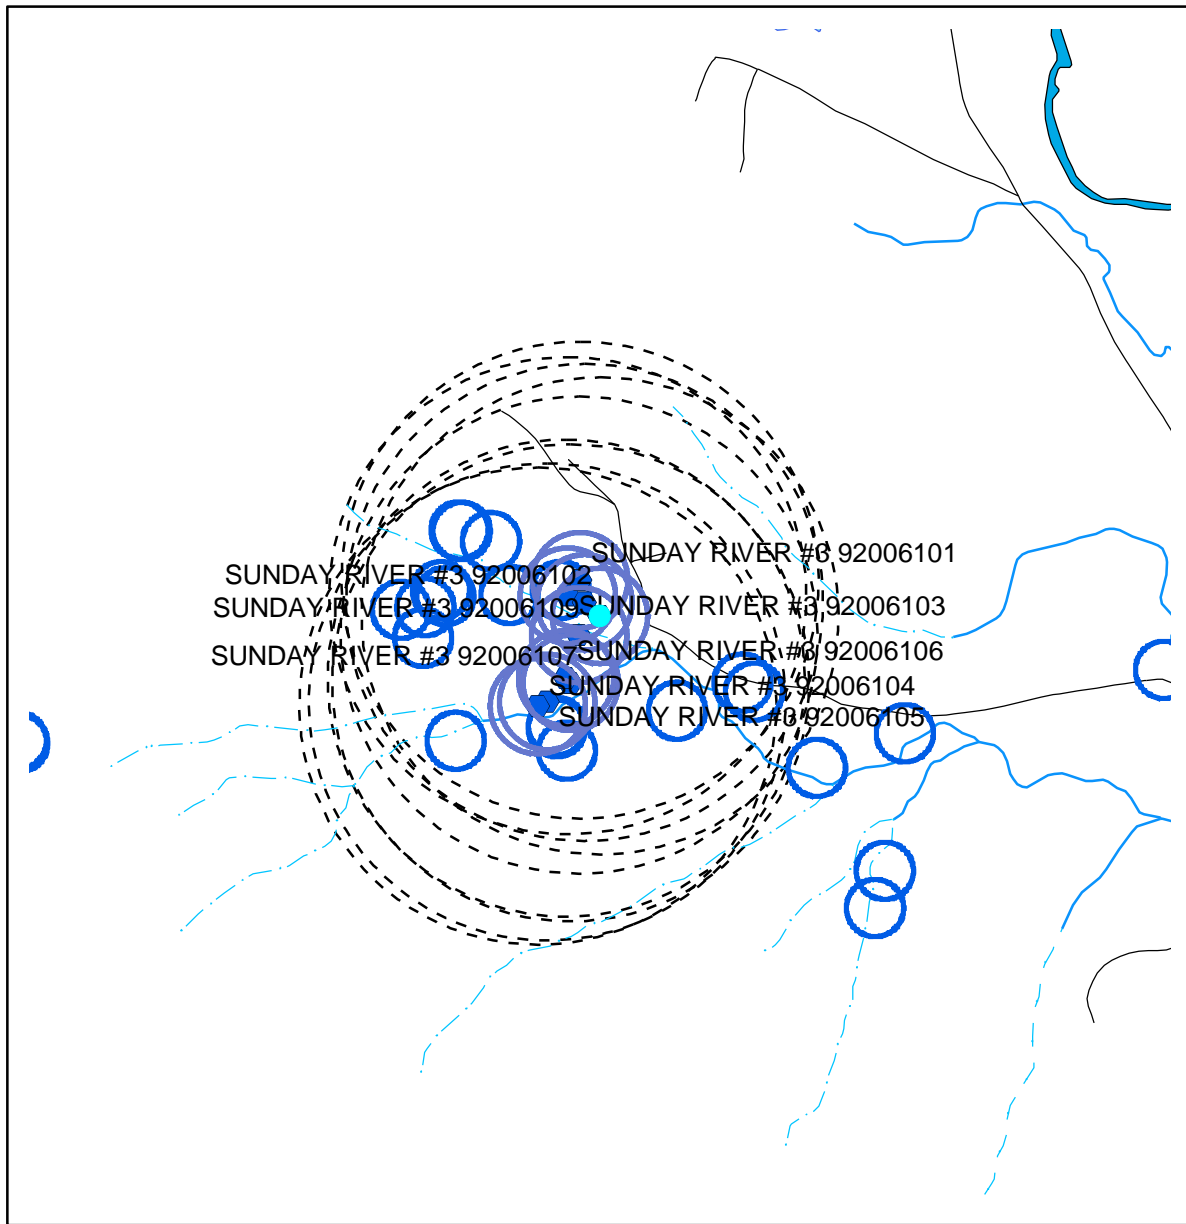 SUNDAY RIVER #3 92006101
SUNDAY RIVER #3 92006102
SUNDAY RIVER #3 92006109
SUNDAY RIVER #3 92006103
SUNDAY RIVER #3 92006107
SUNDAY RIVER #3 92006106
SUNDAY RIVER #3 92006104
SUNDAY RIVER #3 92006105